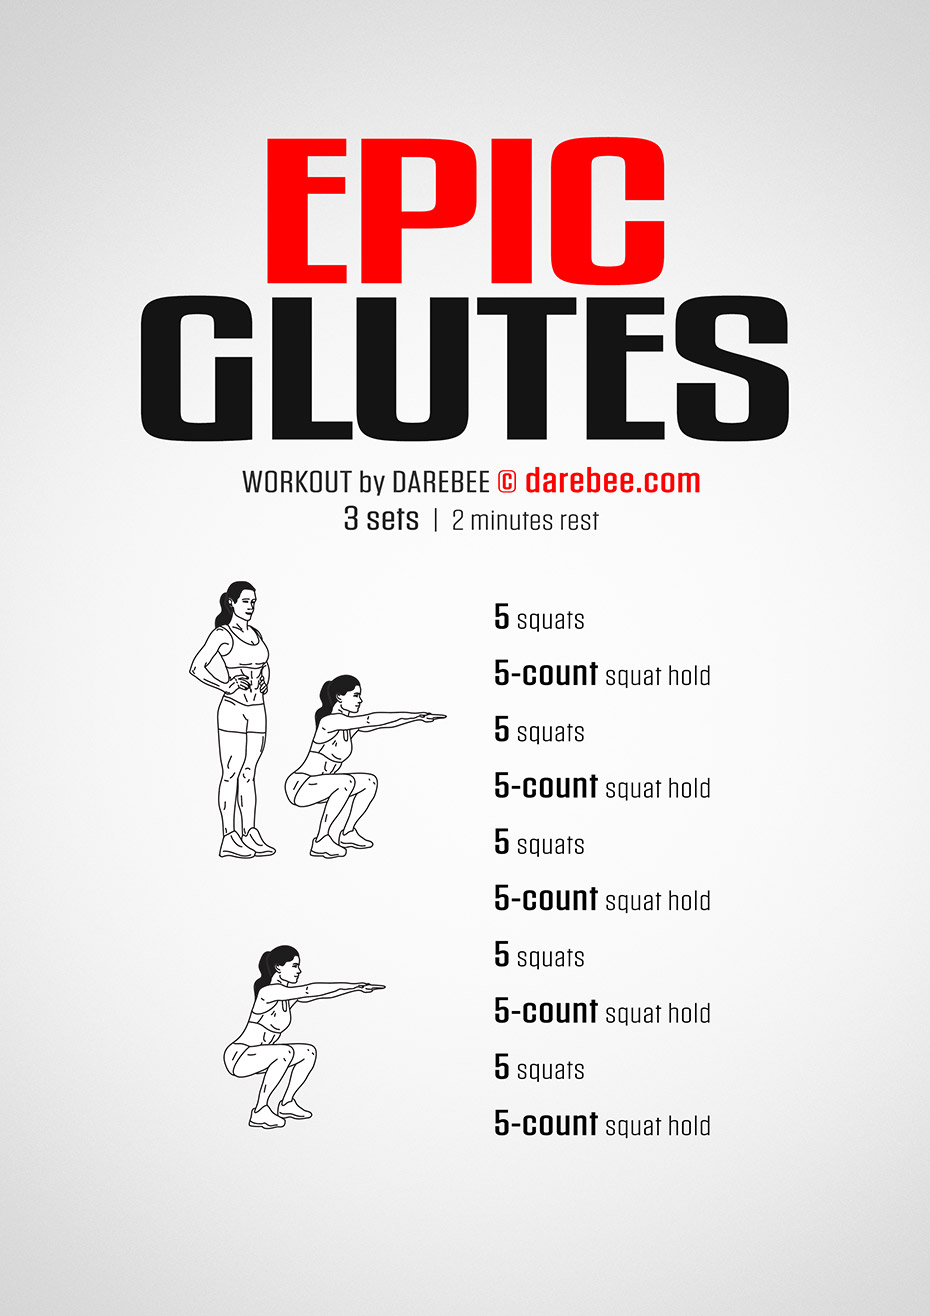 EPIC
GLUTES
WORKOUT by DAREBEE © darebee.com
3 sets | 2 minutes rest
5 squats
5-count squat hold
5 squats
5-count squat hold
5 squats
5-count squat hold
5 squats
5-count squat hold
5 squats
5-count squat hold